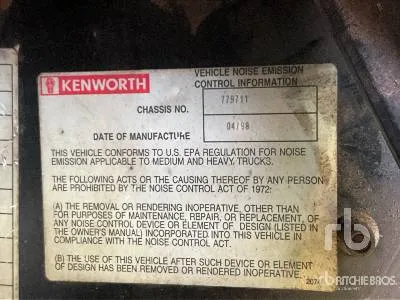 KENWORTH
VEHICLE NOISE EMISSION
CONTROL INFORMATION
CHASSIS NO. 779711
DATE OF MANUFACTURE 04/98
THIS VEHICLE CONFORMS TO U.S. EPA REGULATION FOR NOISE
EMISSION APPLICABLE TO MEDIUM AND HEAVY TRUCKS.
THE FOLLOWING ACTS OR THE CAUSING THEREOF BY ANY PERSON
ARE PROHIBITED BY THE NOISE CONTROL ACT OF 1972:
(A) THE REMOVAL OR RENDERING INOPERATIVE, OTHER THAN
FOR PURPOSES OF MAINTENANCE, REPAIR, OR REPLACEMENT, OF
ANY NOISE CONTROL DEVICE OR ELEMENT OF DESIGN (LISTED IN
THE OWNER'S MANUAL) INCORPORATED INTO THIS VEHICLE IN
COMPLIANCE WITH THE NOISE CONTROL ACT.
(B) THE USE OF THIS VEHICLE AFTER SUCH DEVICE OR ELEMENT
OF DESIGN HAS BEEN REMOVED OR RENDERED INOPERATIVE.
rb
RITCHIE BROS.